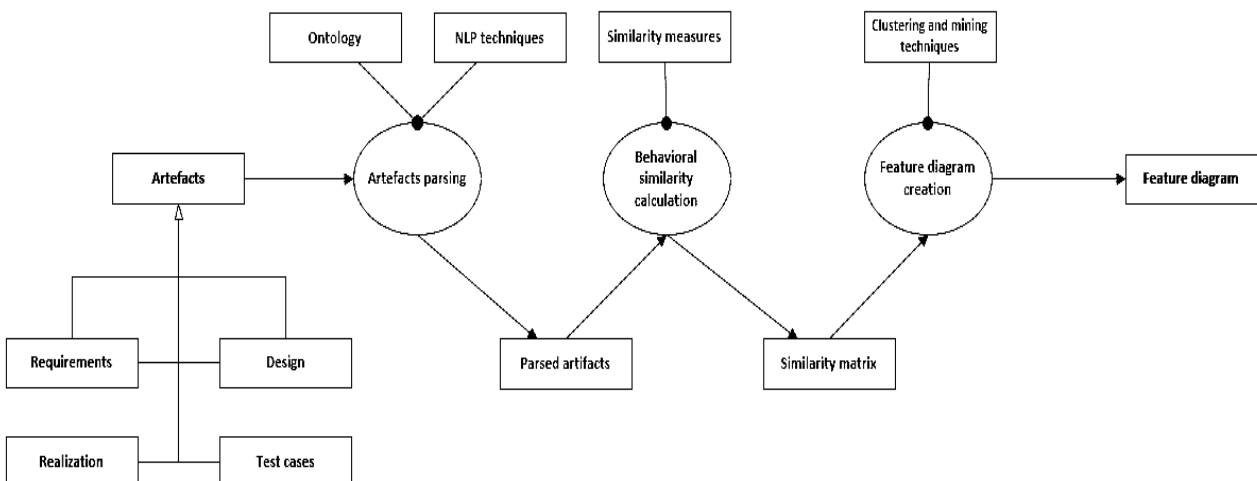 Ontology
NLP techniques
Similarity measures
Clustering and mining
techniques
Artefacts
Artefacts parsing
Behavioral
similarity
calculation
Feature diagram
creation
Feature diagram
Requirements
Design
Parsed artifacts
Similarity matrix
Realization
Test cases